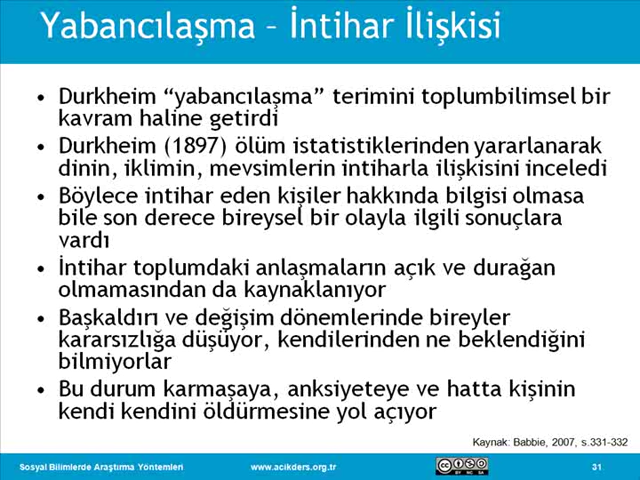 Yabancılaşma – İntihar İlişkisi
• Durkheim “yabancılaşma” terimini toplumbilimsel bir
kavram haline getirdi
• Durkheim (1897) ölüm istatistiklerinden yararlanarak
dinin, iklimin, mevsimlerin intiharla ilişkisini inceledi
• Böylece intihar eden kişiler hakkında bilgisi olmasa
bile son derece bireysel bir olayla ilgili sonuçlara
vardı
• İntihar toplumdaki anlaşmaların açık ve durağan
olmamasından da kaynaklanıyor
• Başkaldırı ve değişim dönemlerinde bireyler
kararsızlığa düşüyor, kendilerinden ne beklendiğini
bilmiyorlar
• Bu durum karmaşaya, anksiyeteye ve hatta kişinin
kendi kendini öldürmesine yol açıyor
Kaynak: Babbie, 2007, s.331-332
Sosyal Bilimlerde Araştırma Yöntemleri www.acikders.org.tr cc BY NC SA 31